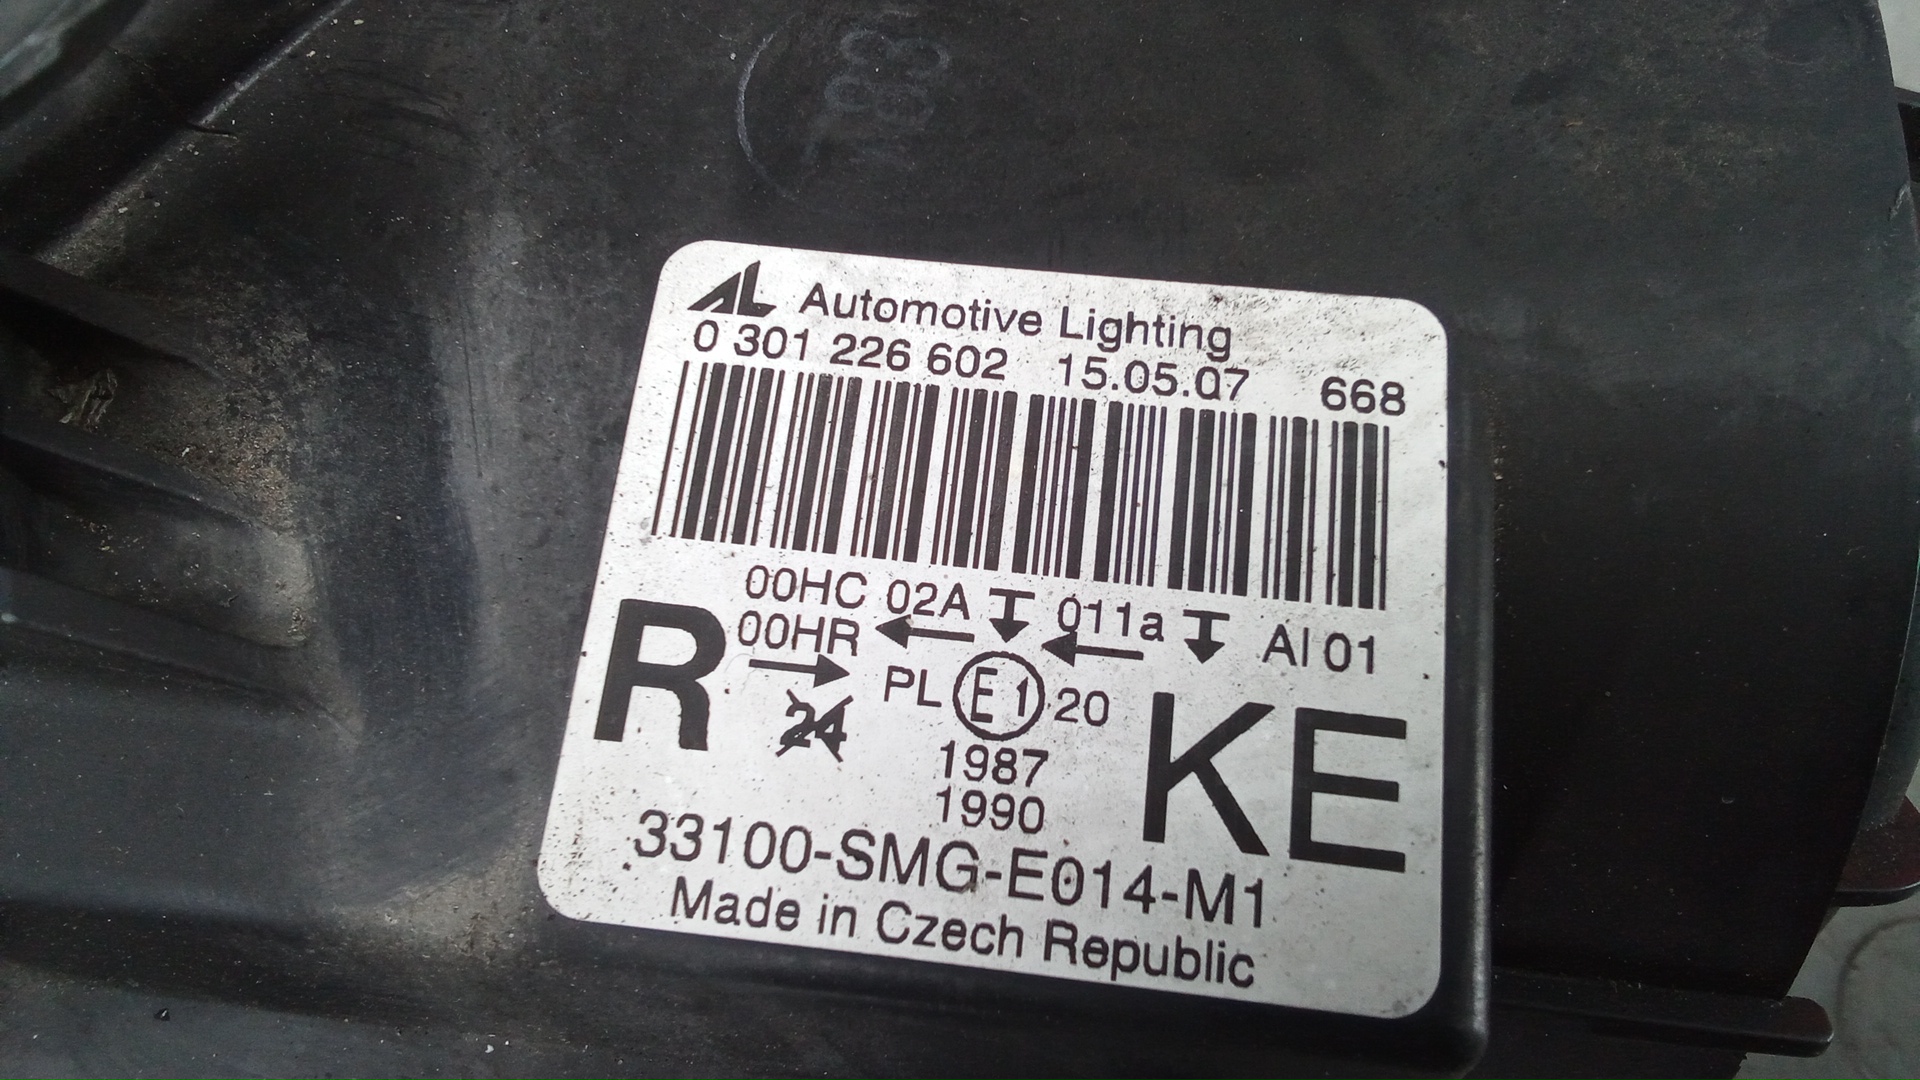 AL Automotive Lighting
0 301 226 602 15.05.07 668
00HC 02A 011a AI 01
00HR
R PL E1 20 KE
24
1987
1990
33100-SMG-E014-M1
Made in Czech Republic